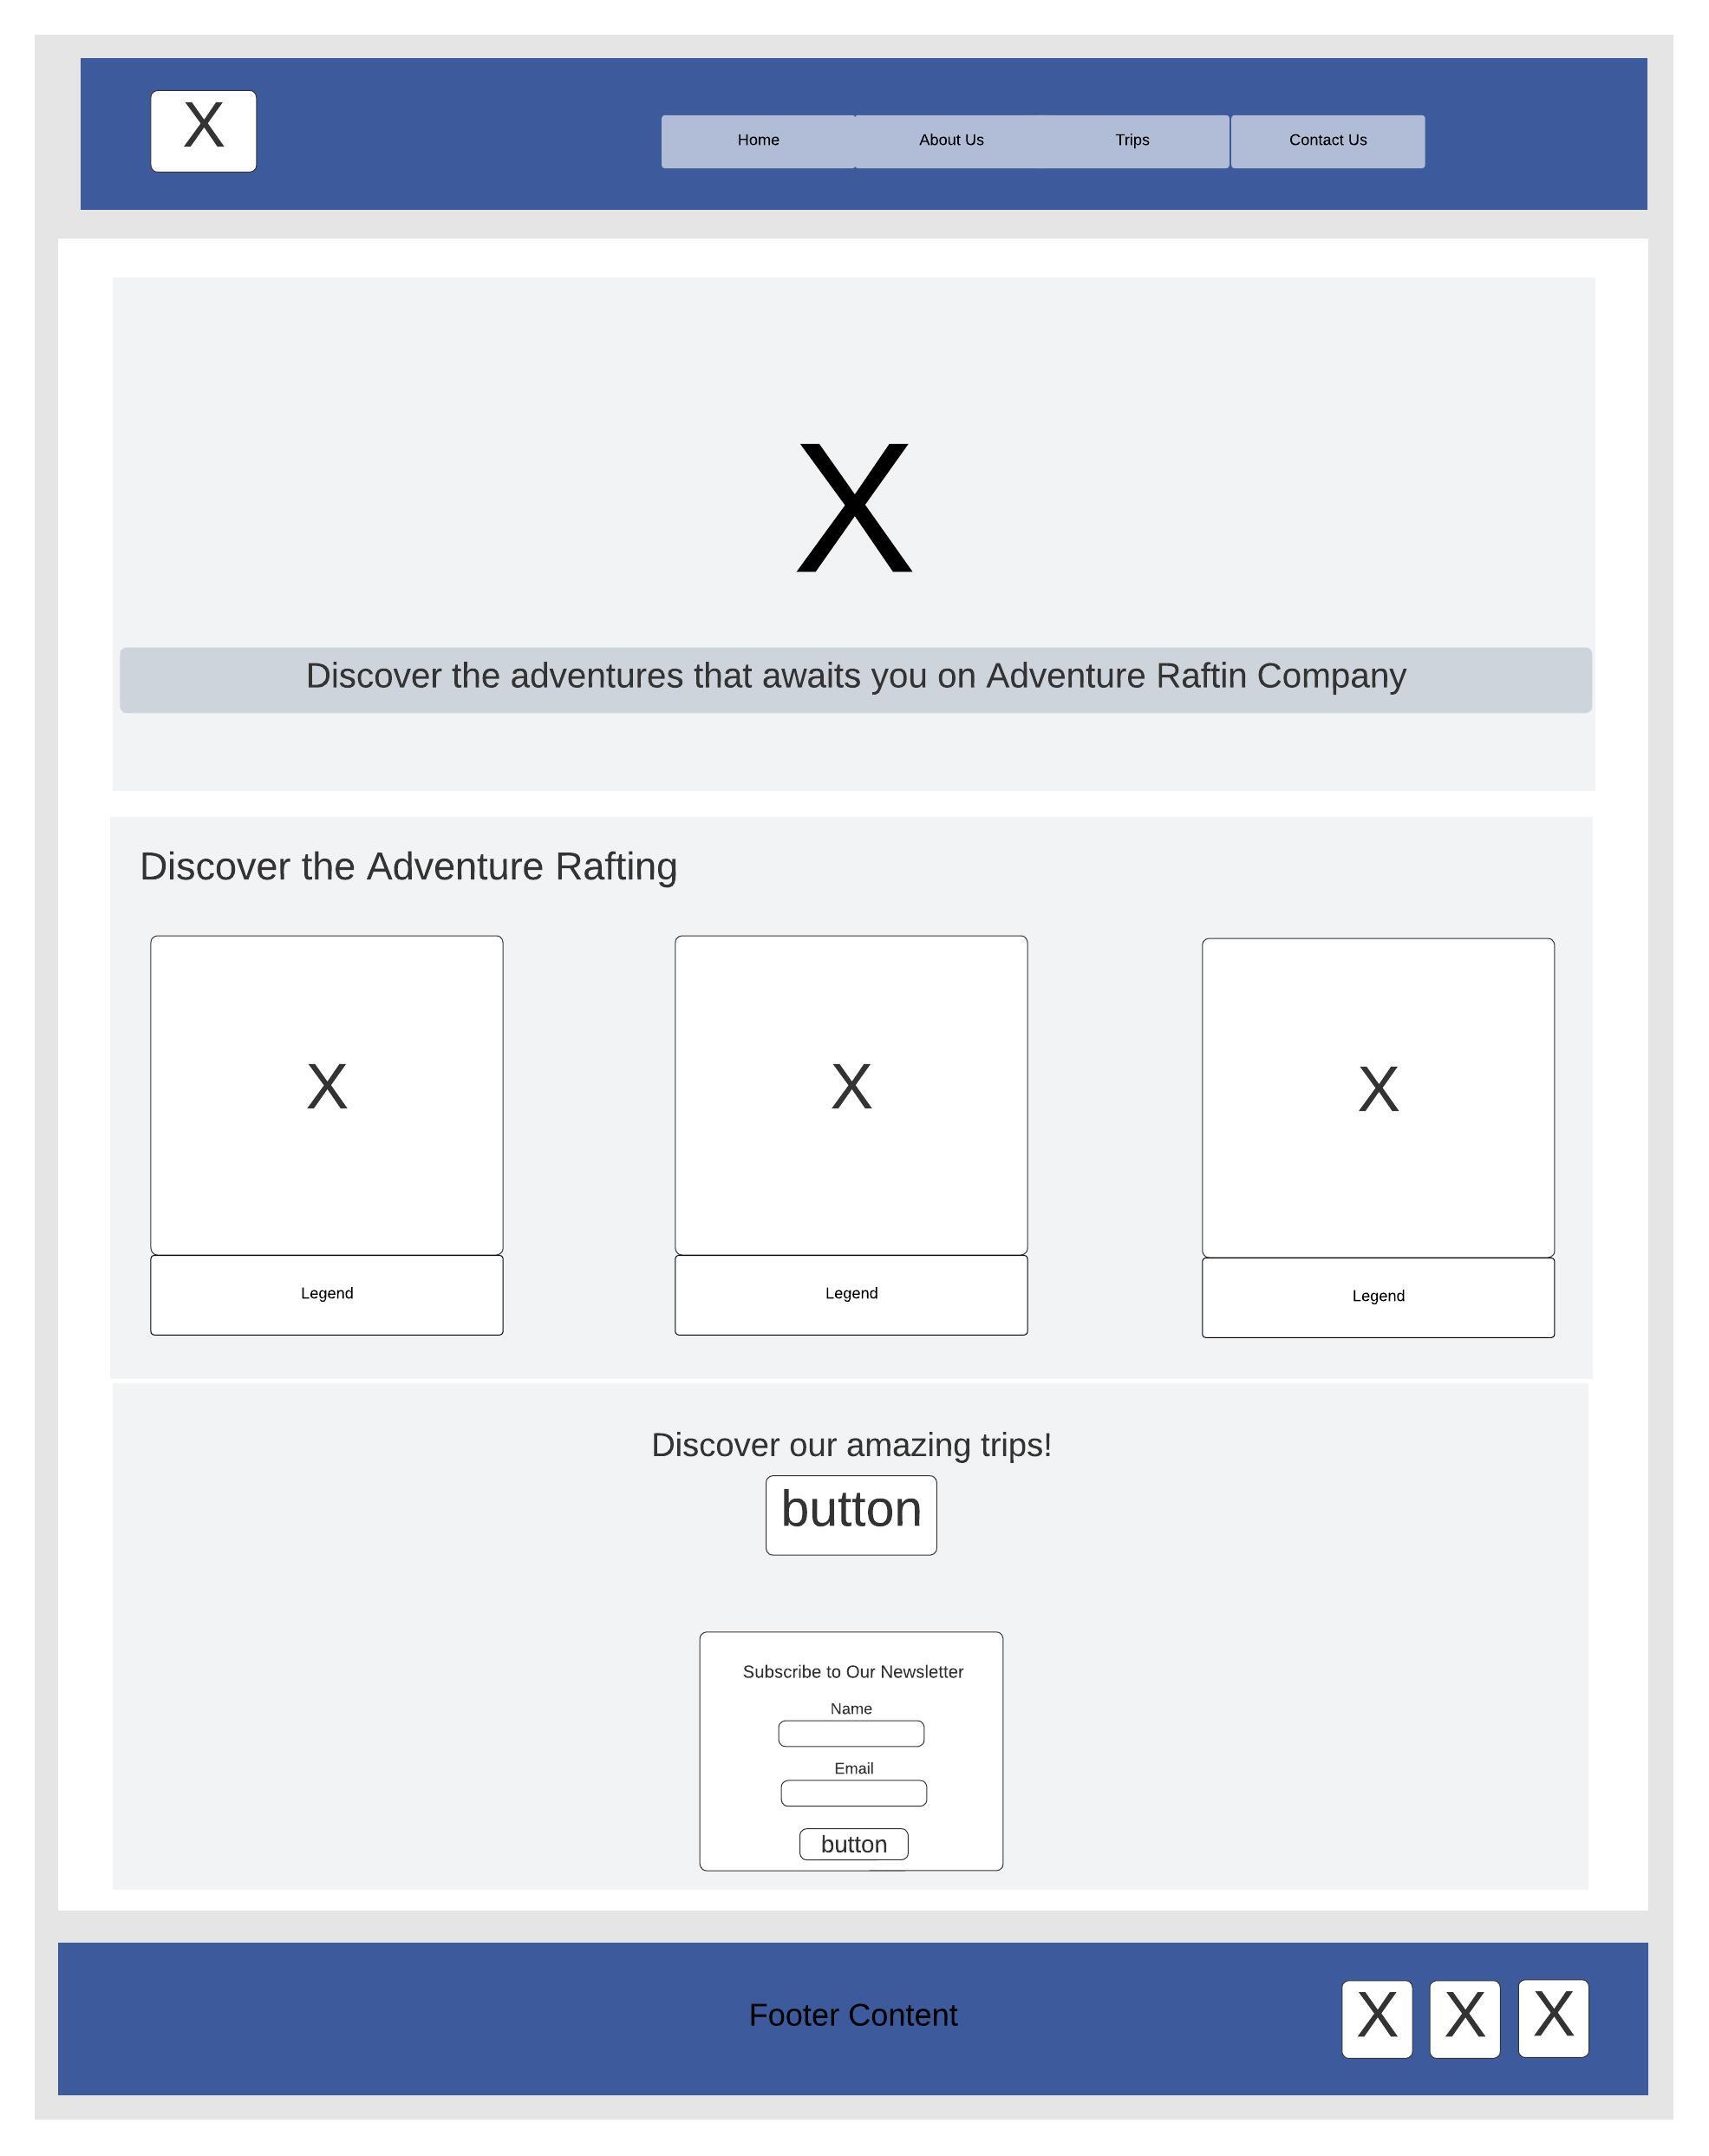 X
Home
About Us
Trips
Contact Us
X
Discover the adventures that awaits you on Adventure Raftin Company
Discover the Adventure Rafting
X
X
X
Legend
Legend
Legend
Discover our amazing trips!
button
Subscribe to Our Newsletter
Name
Email
button
Footer Content
X
X
X